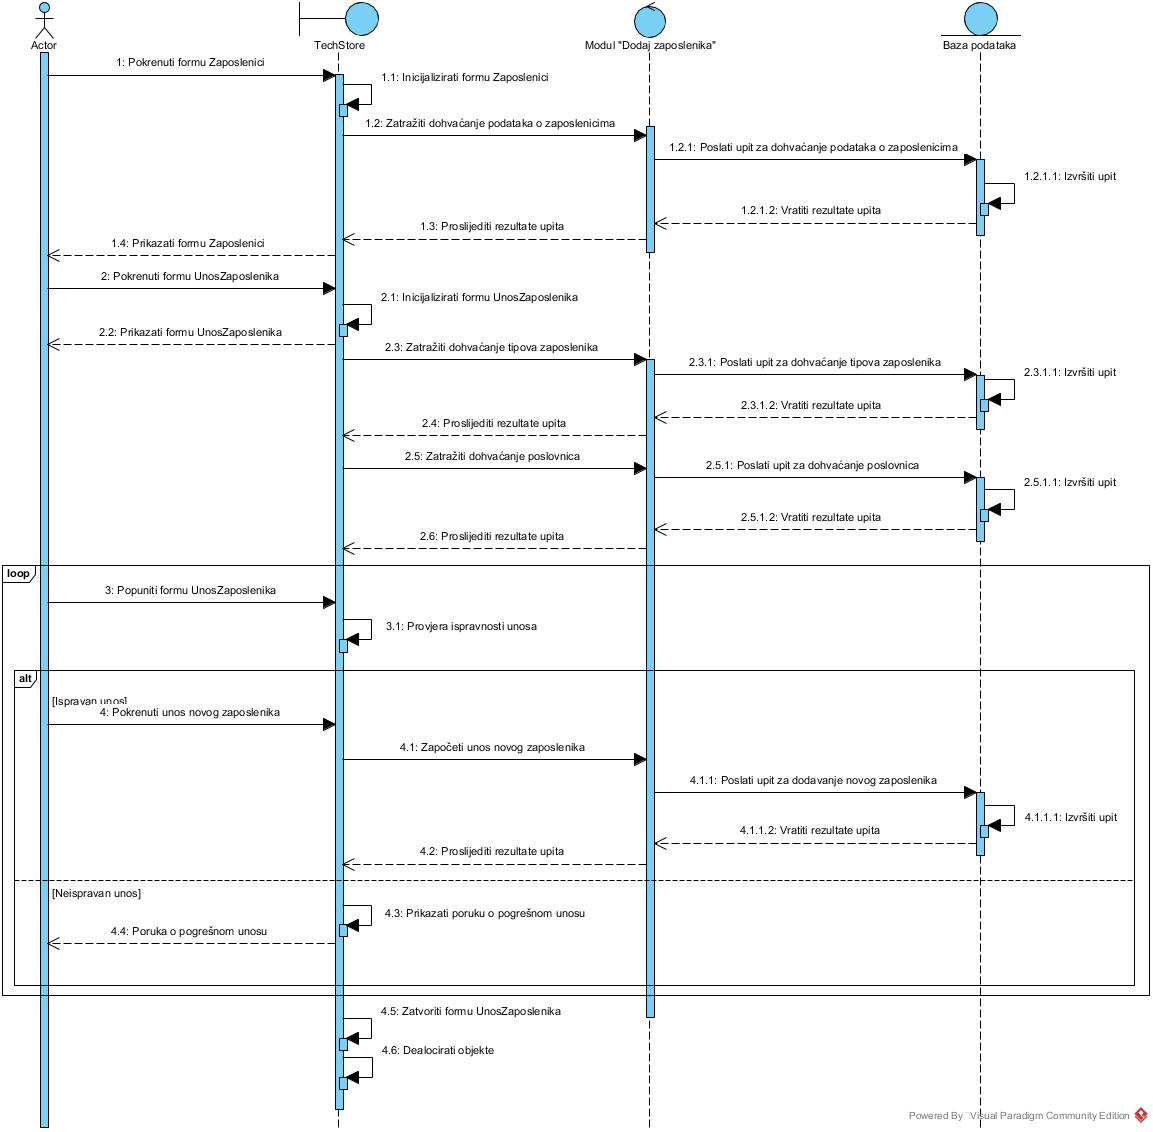 Actor
TechStore
Modul "Dodaj zaposlenika"
Baza podataka
1: Pokrenuti formu Zaposlenici
1.1: Inicijalizirati formu Zaposlenici
1.2: Zatražiti dohvaćanje podataka o zaposlenicima
1.2.1: Poslati upit za dohvaćanje podataka o zaposlenicima
1.2.1.1: Izvršiti upit
1.2.1.2: Vratiti rezultate upita
1.3: Proslijediti rezultate upita
1.4: Prikazati formu Zaposlenici
2: Pokrenuti formu UnosZaposlenika
2.1: Inicijalizirati formu UnosZaposlenika
2.2: Prikazati formu UnosZaposlenika
2.3: Zatražiti dohvaćanje tipova zaposlenika
2.3.1: Poslati upit za dohvaćanje tipova zaposlenika
2.3.1.1: Izvršiti upit
2.3.1.2: Vratiti rezultate upita
2.4: Proslijediti rezultate upita
2.5: Zatražiti dohvaćanje poslovnica
2.5.1: Poslati upit za dohvaćanje poslovnica
2.5.1.1: Izvršiti upit
2.5.1.2: Vratiti rezultate upita
2.6: Proslijediti rezultate upita
loop
3: Popuniti formu UnosZaposlenika
3.1: Provjera ispravnosti unosa
alt
[Ispravan unos]
4: Pokrenuti unos novog zaposlenika
4.1: Započeti unos novog zaposlenika
4.1.1: Poslati upit za dodavanje novog zaposlenika
4.1.1.1: Izvršiti upit
4.1.1.2: Vratiti rezultate upita
4.2: Proslijediti rezultate upita
[Neispravan unos]
4.3: Prikazati poruku o pogrešnom unosu
4.4: Poruka o pogrešnom unosu
4.5: Zatvoriti formu UnosZaposlenika
4.6: Dealocirati objekte
Powered By Visual Paradigm Community Edition